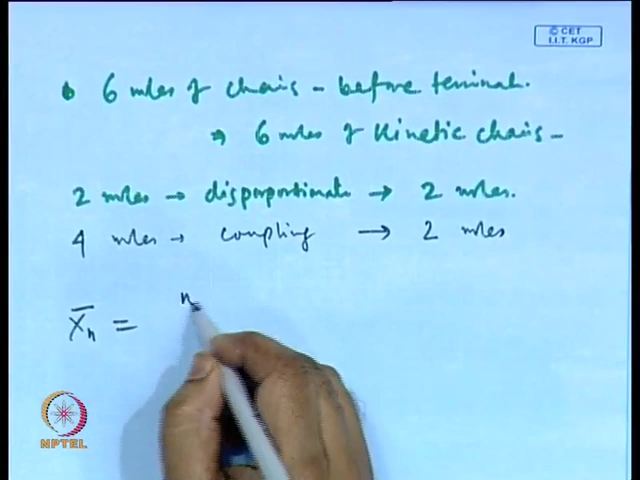 © CET
I.I.T. KGP
6 moles of chains - before terminat.
⇒ 6 moles of kinetic chains -
2 moles → disproportionate → 2 moles.
4 moles → coupling → 2 moles
X̄n = n
NPTEL